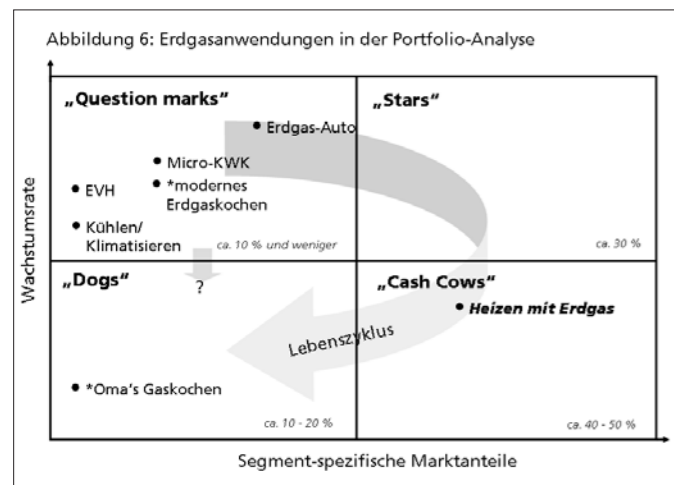 Abbildung 6: Erdgasanwendungen in der Portfolio-Analyse
Wachstumsrate
„Question marks"
Erdgas-Auto
Micro-KWK
*modernes
Erdgaskochen
EVH
Kühlen/
Klimatisieren
ca. 10 % und weniger
„Stars"
ca. 30 %
„Dogs"
?
*Oma's Gaskochen
ca. 10 - 20 %
Lebenszyklus
„Cash Cows"
Heizen mit Erdgas
ca. 40 - 50 %
Segment-spezifische Marktanteile